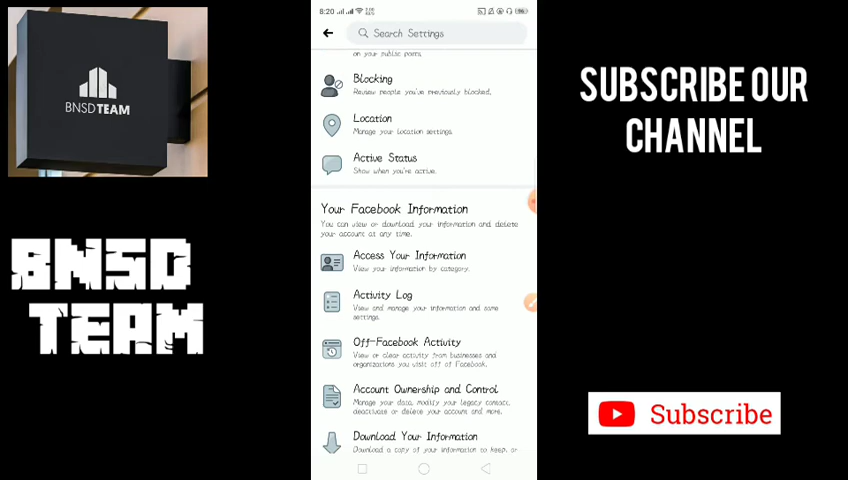 BNSD TEAM
BNSD
TEAM
8:20
Search Settings
on your public posts.
Blocking
Review people you've previously blocked.
Location
Manage your location settings.
Active Status
Show when you're active.
Your Facebook Information
You can view or download your information and delete
your account at any time.
Access Your Information
View your information by category.
Activity Log
View and manage your information and some
settings.
Off-Facebook Activity
View or clear activity from businesses and
organizations you visit off of Facebook.
Account Ownership and Control
Manage your data, modify your legacy contact,
deactivate or delete your account and more.
Download Your Information
Download a copy of your information to keep, or
SUBSCRIBE OUR
CHANNEL
Subscribe